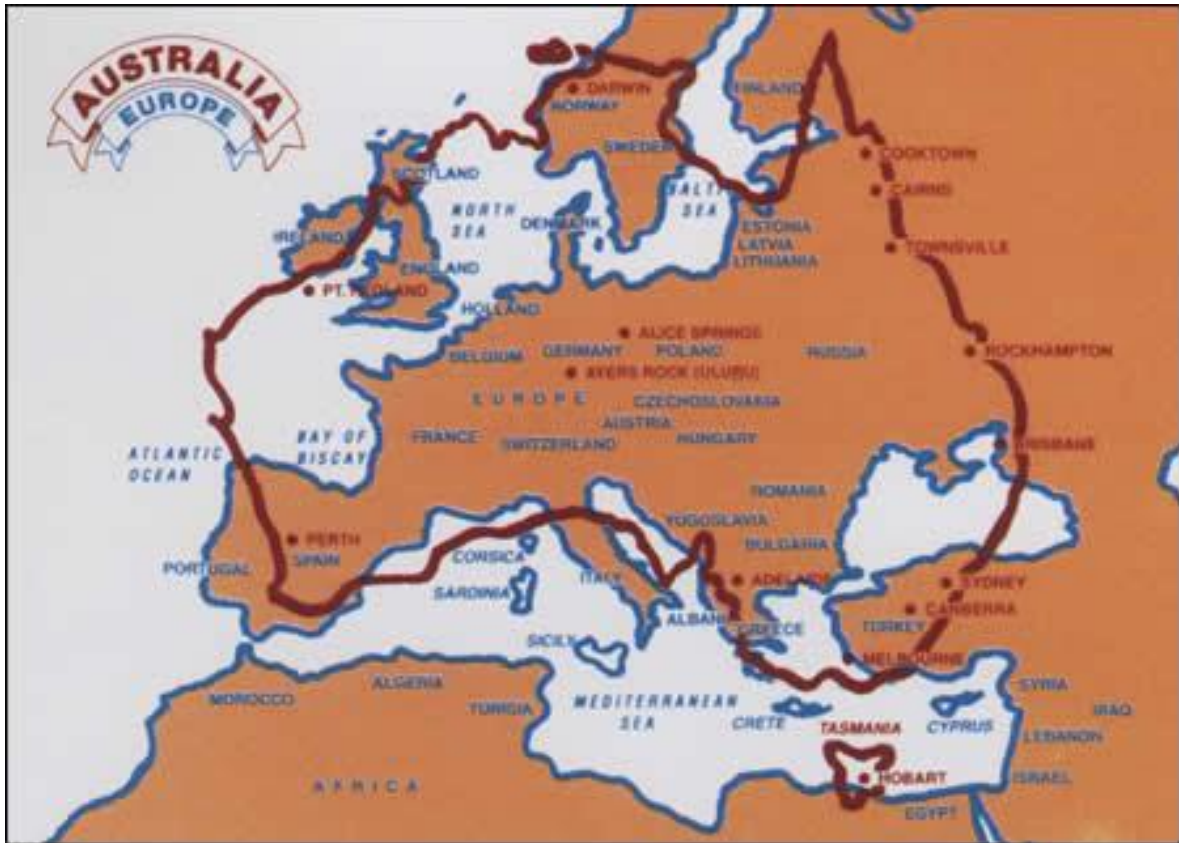 AUSTRALIA
EUROPE
DARWIN
NORWAY
FINLAND
SWEDEN
COOKTOWN
SCOTLAND
CAIRNS
BALTIC
SEA
NORTH
SEA
DENMARK
IRELAND
ESTONIA
LATVIA
LITHUANIA
TOWNSVILLE
ENGLAND
PT. HEDLAND
HOLLAND
ALICE SPRINGS
BELGIUM
GERMANY
POLAND
RUSSIA
ROCKHAMPTON
AYERS ROCK (ULURU)
EUROPE
CZECHOSLOVAKIA
AUSTRIA
FRANCE
SWITZERLAND
HUNGARY
BRISBANE
BAY OF
BISCAY
ATLANTIC
OCEAN
ROMANIA
YUGOSLAVIA
BULGARIA
PERTH
SPAIN
PORTUGAL
CORSICA
ITALY
SARDINIA
ADELAIDE
SYDNEY
CANBERRA
ALBANIA
GREECE
TURKEY
SICILY
MELBOURNE
MOROCCO
ALGERIA
TUNISIA
MEDITERRANEAN
SEA
CRETE
TASMANIA
CYPRUS
SYRIA
IRAQ
LEBANON
HOBART
ISRAEL
AFRICA
EGYPT